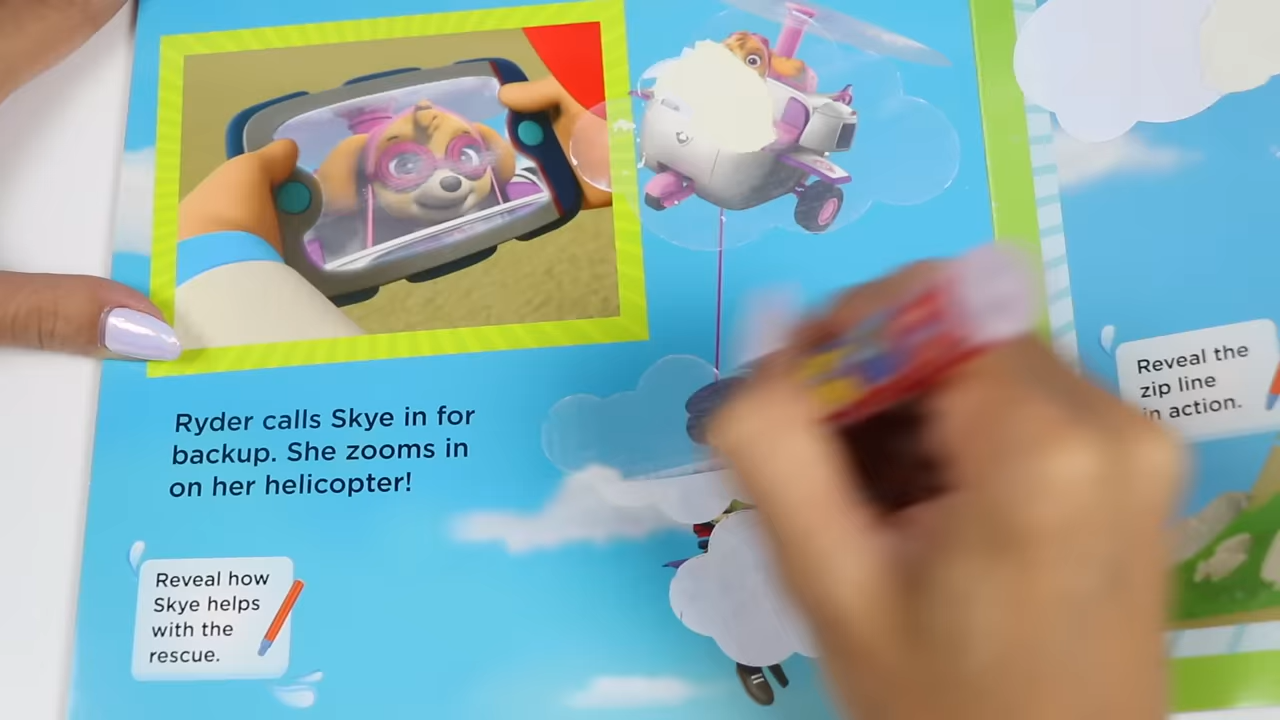 Ryder calls Skye in for
backup. She zooms in
on her helicopter!
Reveal how
Skye helps
with the
rescue.
Reveal the
zip line
in action.